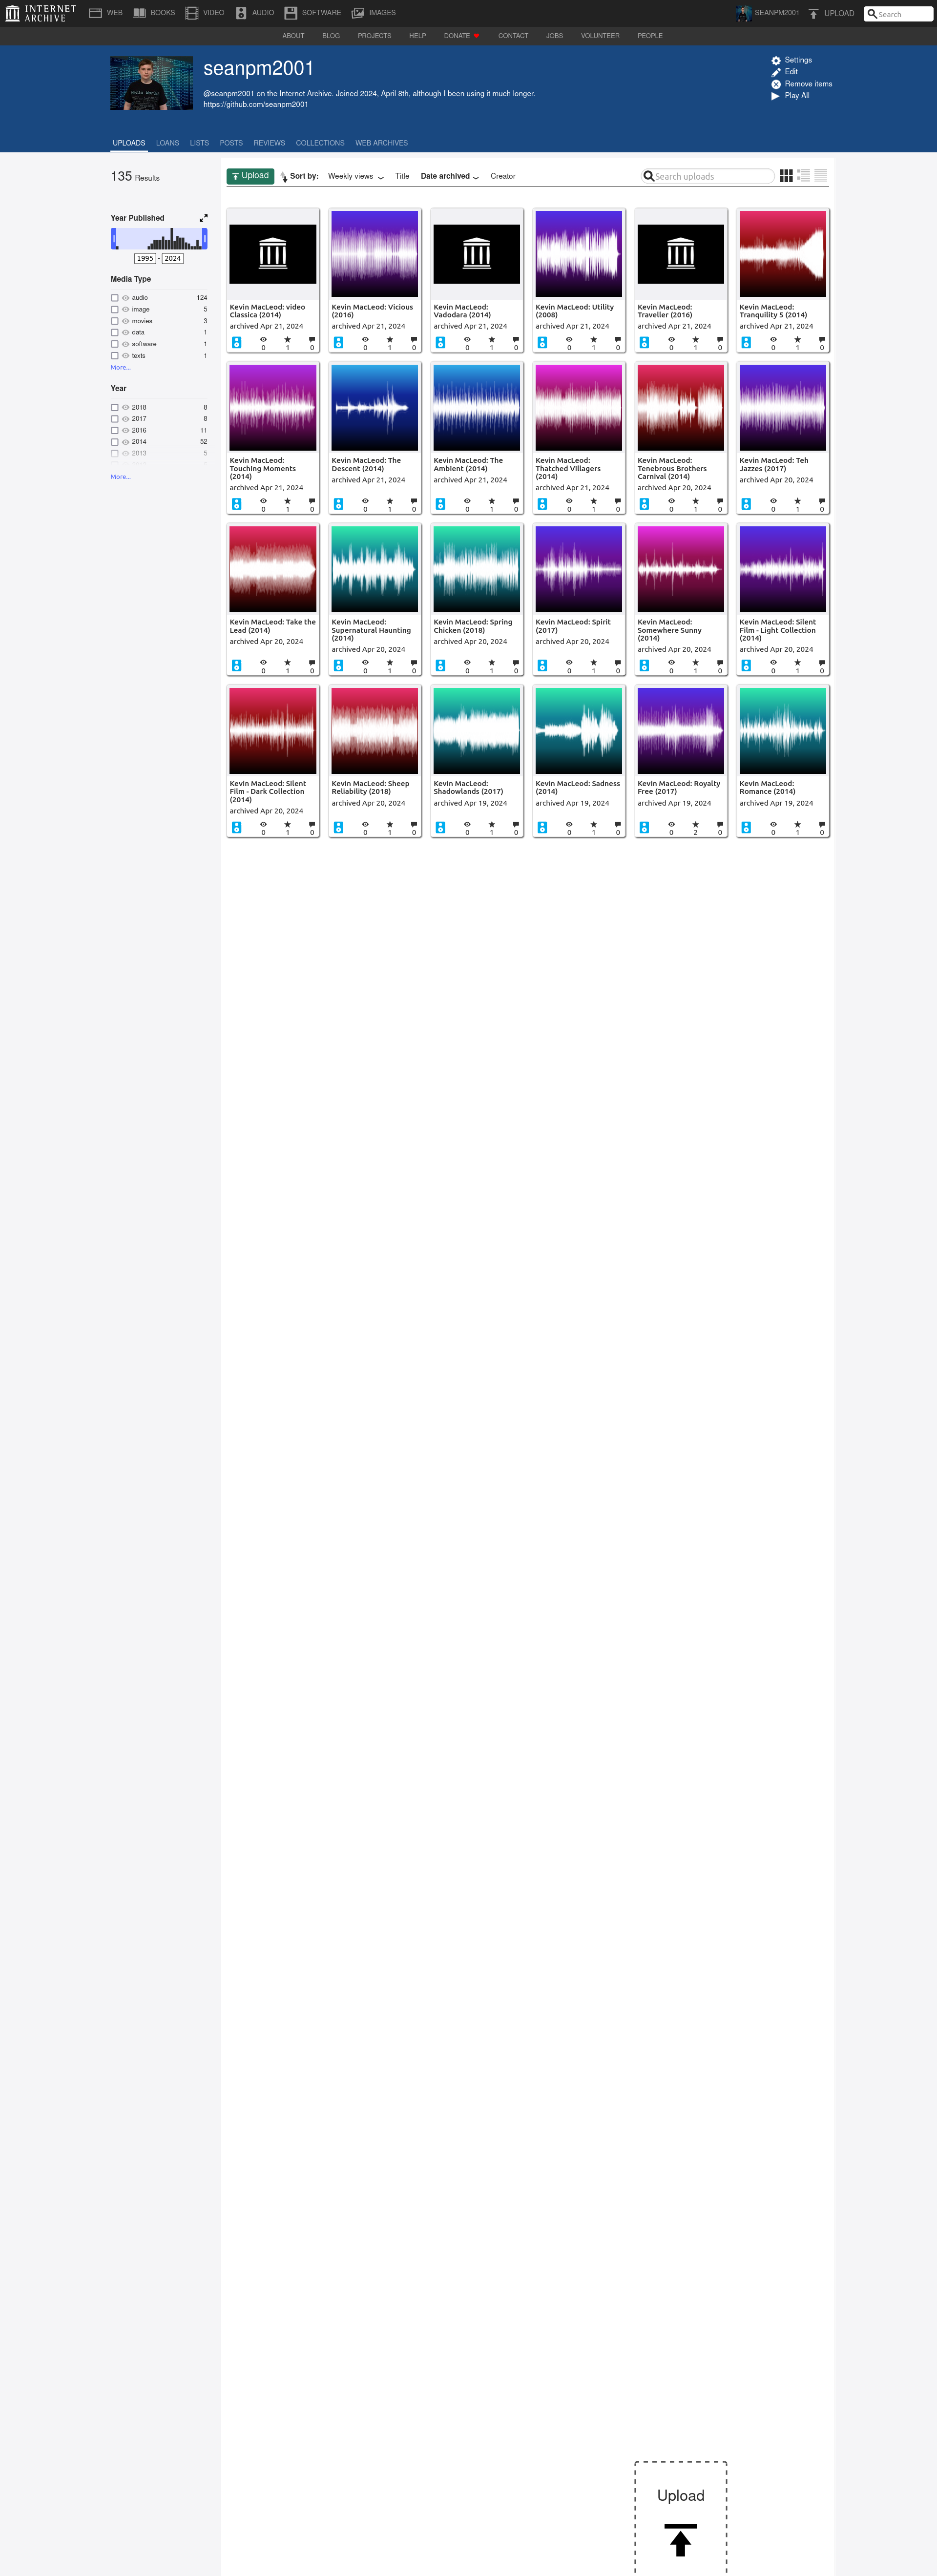 INTERNET ARCHIVE
WEB BOOKS VIDEO AUDIO SOFTWARE IMAGES SEANPM2001 UPLOAD Search
ABOUT BLOG PROJECTS HELP DONATE CONTACT JOBS VOLUNTEER PEOPLE
seanpm2001
@seanpm2001 on the Internet Archive. Joined 2024, April 8th, although I been using it much longer.
https://github.com/seanpm2001
Settings
Edit
Remove items
Play All
UPLOADS LOANS LISTS POSTS REVIEWS COLLECTIONS WEB ARCHIVES
135 Results
Year Published
1995 - 2024
Media Type
audio 124
image 5
movies 3
data 1
software 1
texts 1
More...
Year
2018 8
2017 8
2016 11
2014 52
2013 5
More...
Upload Sort by: Weekly views Title Date archived Creator Search uploads
Kevin MacLeod: video
Classica (2014)
archived Apr 21, 2024
0 1 0
Kevin MacLeod: Vicious
(2016)
archived Apr 21, 2024
0 1 0
Kevin MacLeod:
Vadodara (2014)
archived Apr 21, 2024
0 1 0
Kevin MacLeod: Utility
(2008)
archived Apr 21, 2024
0 1 0
Kevin MacLeod:
Traveller (2016)
archived Apr 21, 2024
0 1 0
Kevin MacLeod:
Tranquility 5 (2014)
archived Apr 21, 2024
0 1 0
Kevin MacLeod:
Touching Moments
(2014)
archived Apr 21, 2024
0 1 0
Kevin MacLeod: The
Descent (2014)
archived Apr 21, 2024
0 1 0
Kevin MacLeod: The
Ambient (2014)
archived Apr 21, 2024
0 1 0
Kevin MacLeod:
Thatched Villagers
(2014)
archived Apr 21, 2024
0 1 0
Kevin MacLeod:
Tenebrous Brothers
Carnival (2014)
archived Apr 20, 2024
0 1 0
Kevin MacLeod: Teh
Jazzes (2017)
archived Apr 20, 2024
0 1 0
Kevin MacLeod: Take the
Lead (2014)
archived Apr 20, 2024
0 1 0
Kevin MacLeod:
Supernatural Haunting
(2014)
archived Apr 20, 2024
0 1 0
Kevin MacLeod: Spring
Chicken (2018)
archived Apr 20, 2024
0 1 0
Kevin MacLeod: Spirit
(2017)
archived Apr 20, 2024
0 1 0
Kevin MacLeod:
Somewhere Sunny
(2014)
archived Apr 20, 2024
0 1 0
Kevin MacLeod: Silent
Film - Light Collection
(2014)
archived Apr 20, 2024
0 1 0
Kevin MacLeod: Silent
Film - Dark Collection
(2014)
archived Apr 20, 2024
0 1 0
Kevin MacLeod: Sheep
Reliability (2018)
archived Apr 20, 2024
0 1 0
Kevin MacLeod:
Shadowlands (2017)
archived Apr 19, 2024
0 1 0
Kevin MacLeod: Sadness
(2014)
archived Apr 19, 2024
0 1 0
Kevin MacLeod: Royalty
Free (2017)
archived Apr 19, 2024
0 2 0
Kevin MacLeod:
Romance (2014)
archived Apr 19, 2024
0 1 0
Upload